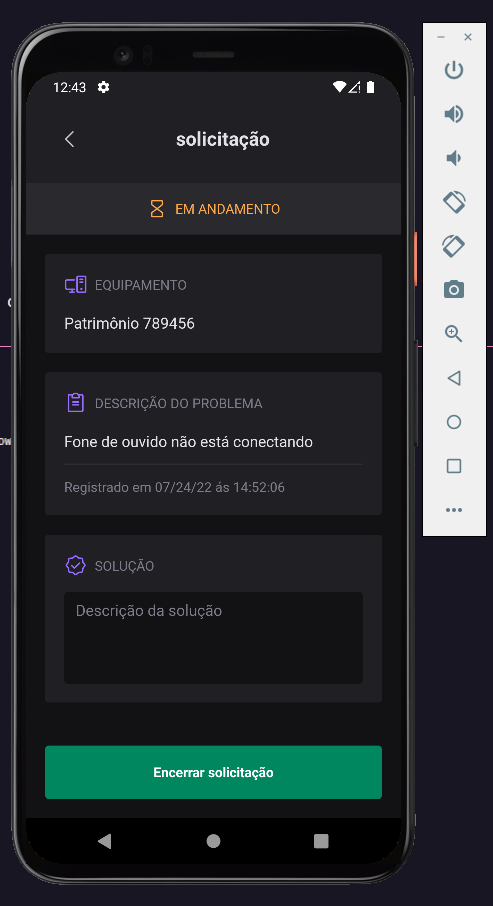 12:43
solicitação
EM ANDAMENTO
EQUIPAMENTO
Patrimônio 789456
DESCRIÇÃO DO PROBLEMA
Fone de ouvido não está conectando
Registrado em 07/24/22 ás 14:52:06
SOLUÇÃO
Descrição da solução
Encerrar solicitação